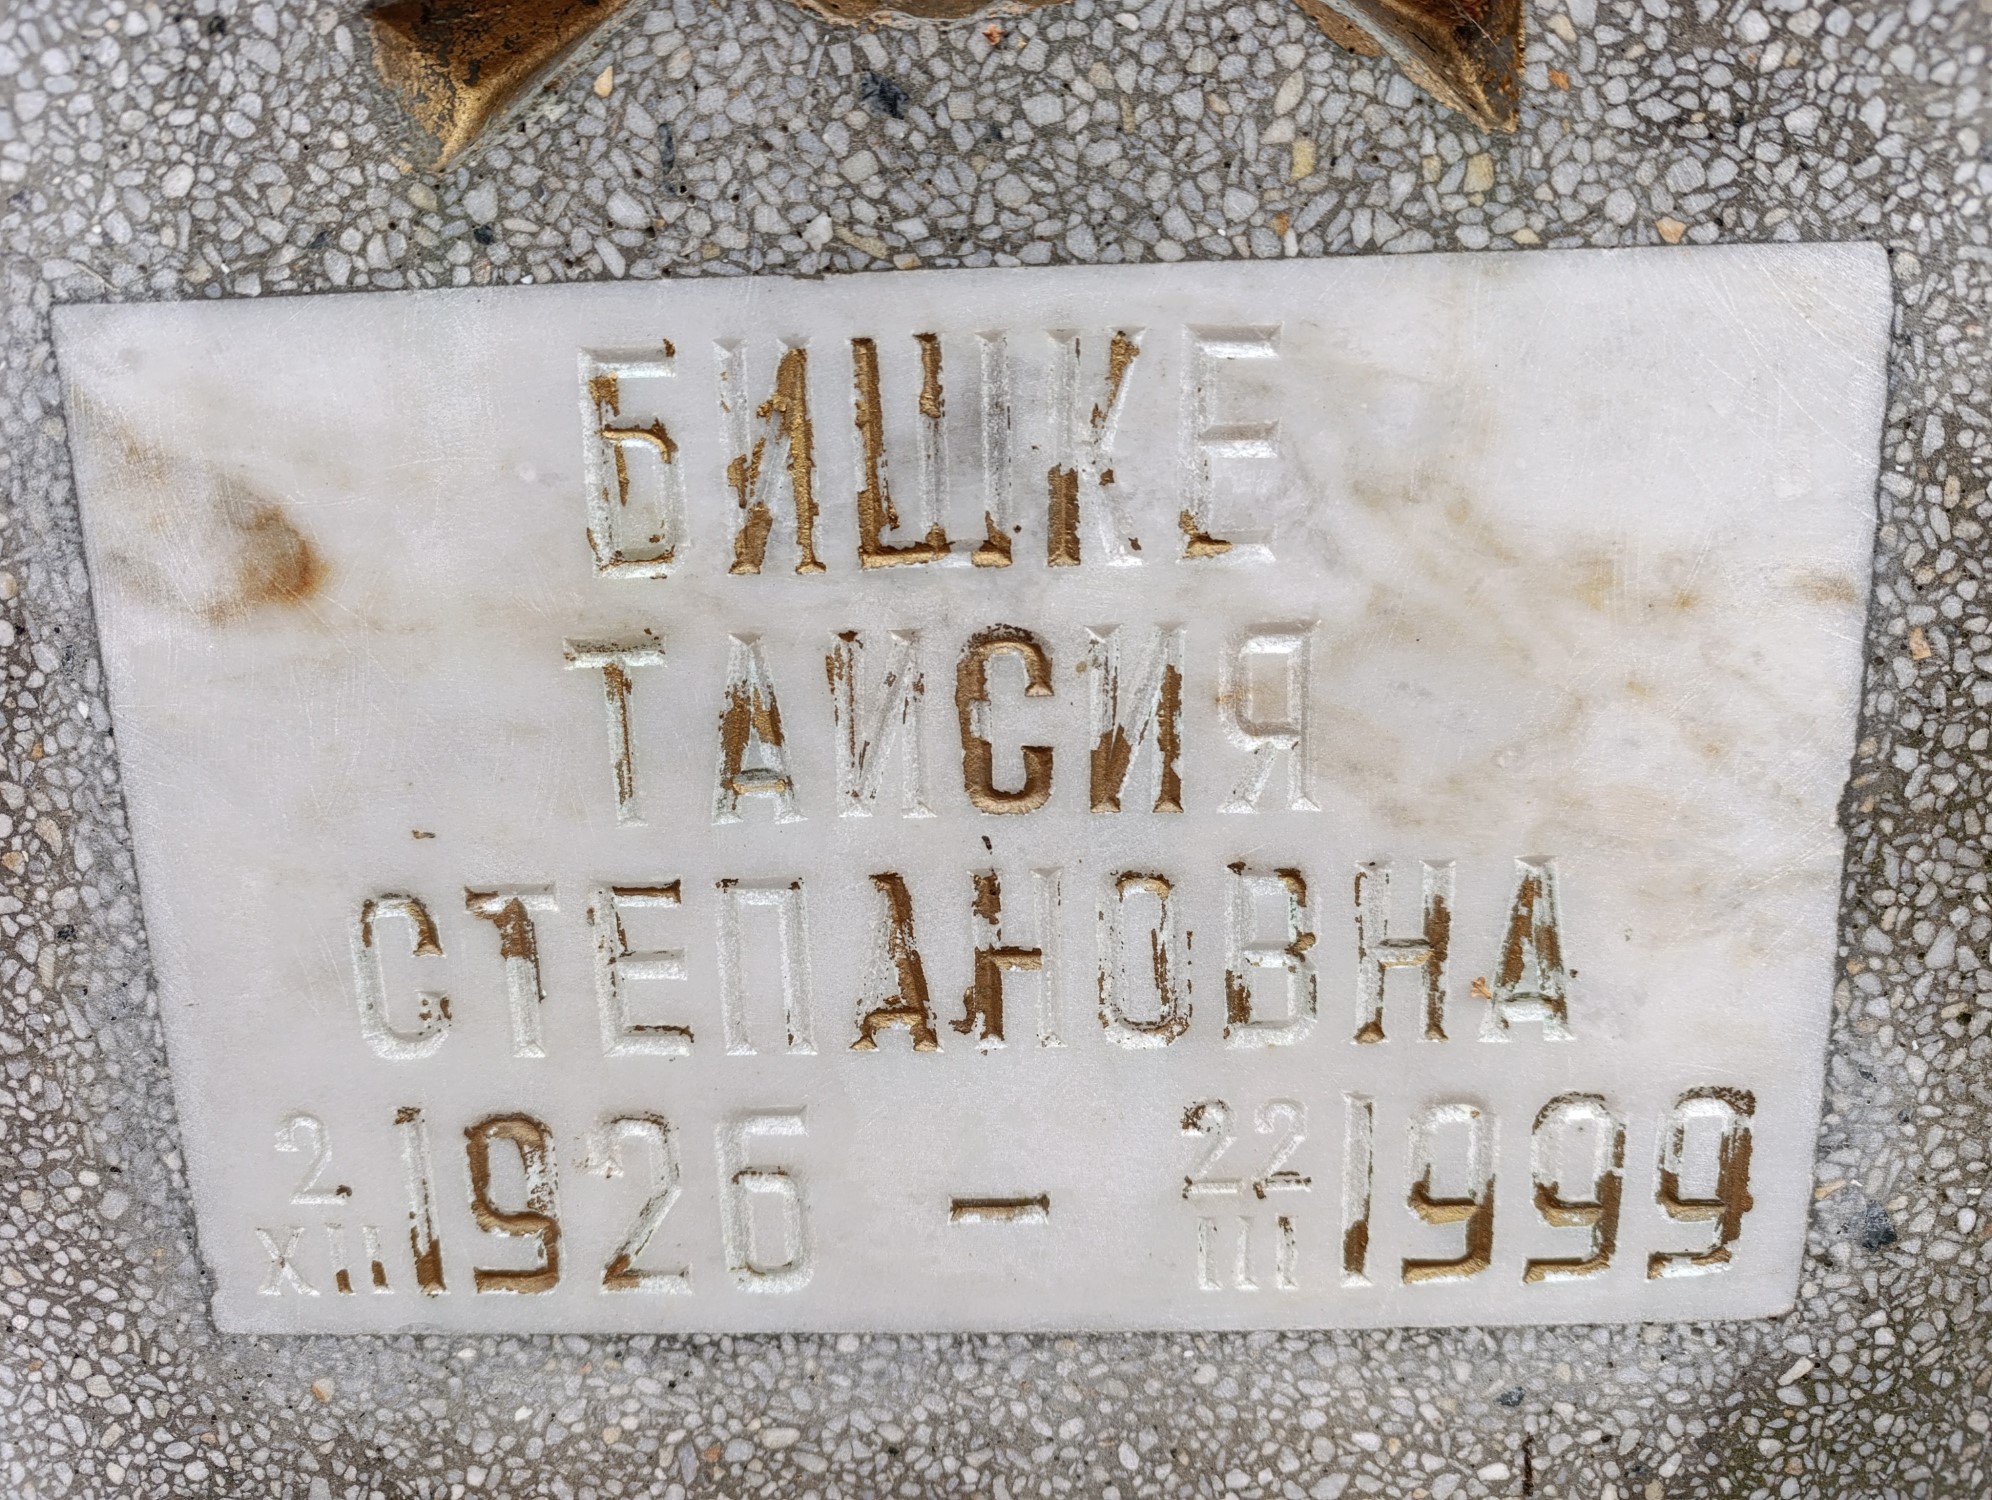 БИШКЕ
ТАИСИЯ
СТЕПАНОВНА
2 XII 1926 – 22 III 1999